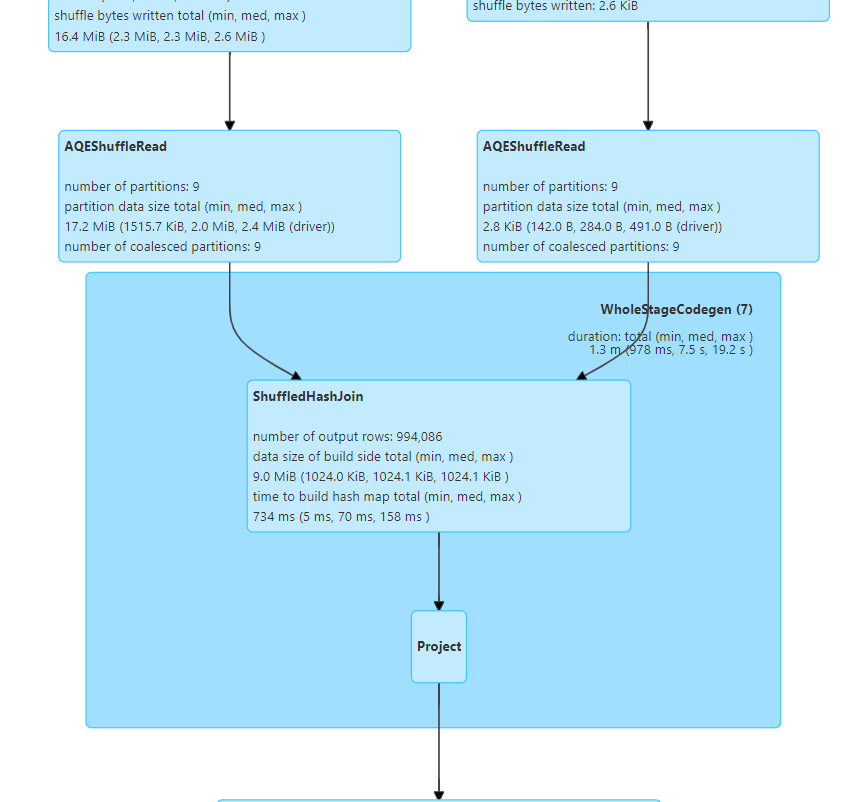 shuffle bytes written total (min, med, max )
16.4 MiB (2.3 MiB, 2.3 MiB, 2.6 MiB )
shuffle bytes written: 2.6 KiB
AQEShuffleRead
number of partitions: 9
partition data size total (min, med, max )
17.2 MiB (1515.7 KiB, 2.0 MiB, 2.4 MiB (driver))
number of coalesced partitions: 9
AQEShuffleRead
number of partitions: 9
partition data size total (min, med, max )
2.8 KiB (142.0 B, 284.0 B, 491.0 B (driver))
number of coalesced partitions: 9
WholeStageCodegen (7)
duration: total (min, med, max )
1.3 m (978 ms, 7.5 s, 19.2 s )
ShuffledHashJoin
number of output rows: 994,086
data size of build side total (min, med, max )
9.0 MiB (1024.0 KiB, 1024.1 KiB, 1024.1 KiB )
time to build hash map total (min, med, max )
734 ms (5 ms, 70 ms, 158 ms )
Project